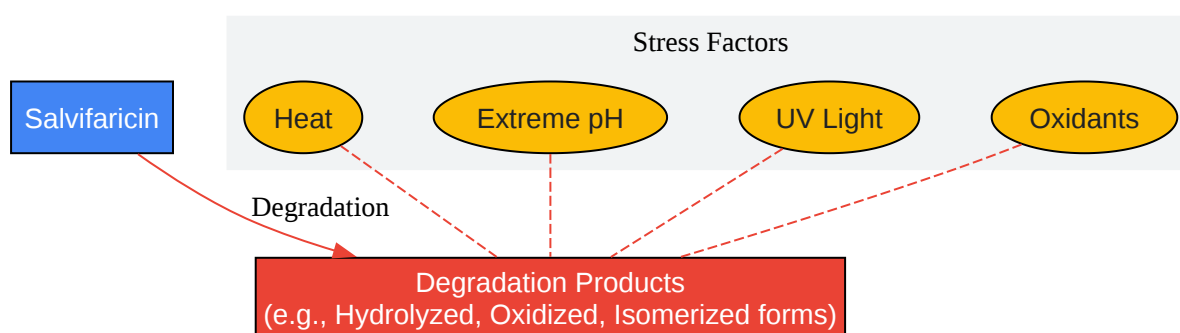 Stress Factors
Salvifaricin
Heat
Extreme pH
UV Light
Oxidants
Degradation
Degradation Products
(e.g., Hydrolyzed, Oxidized, Isomerized forms)